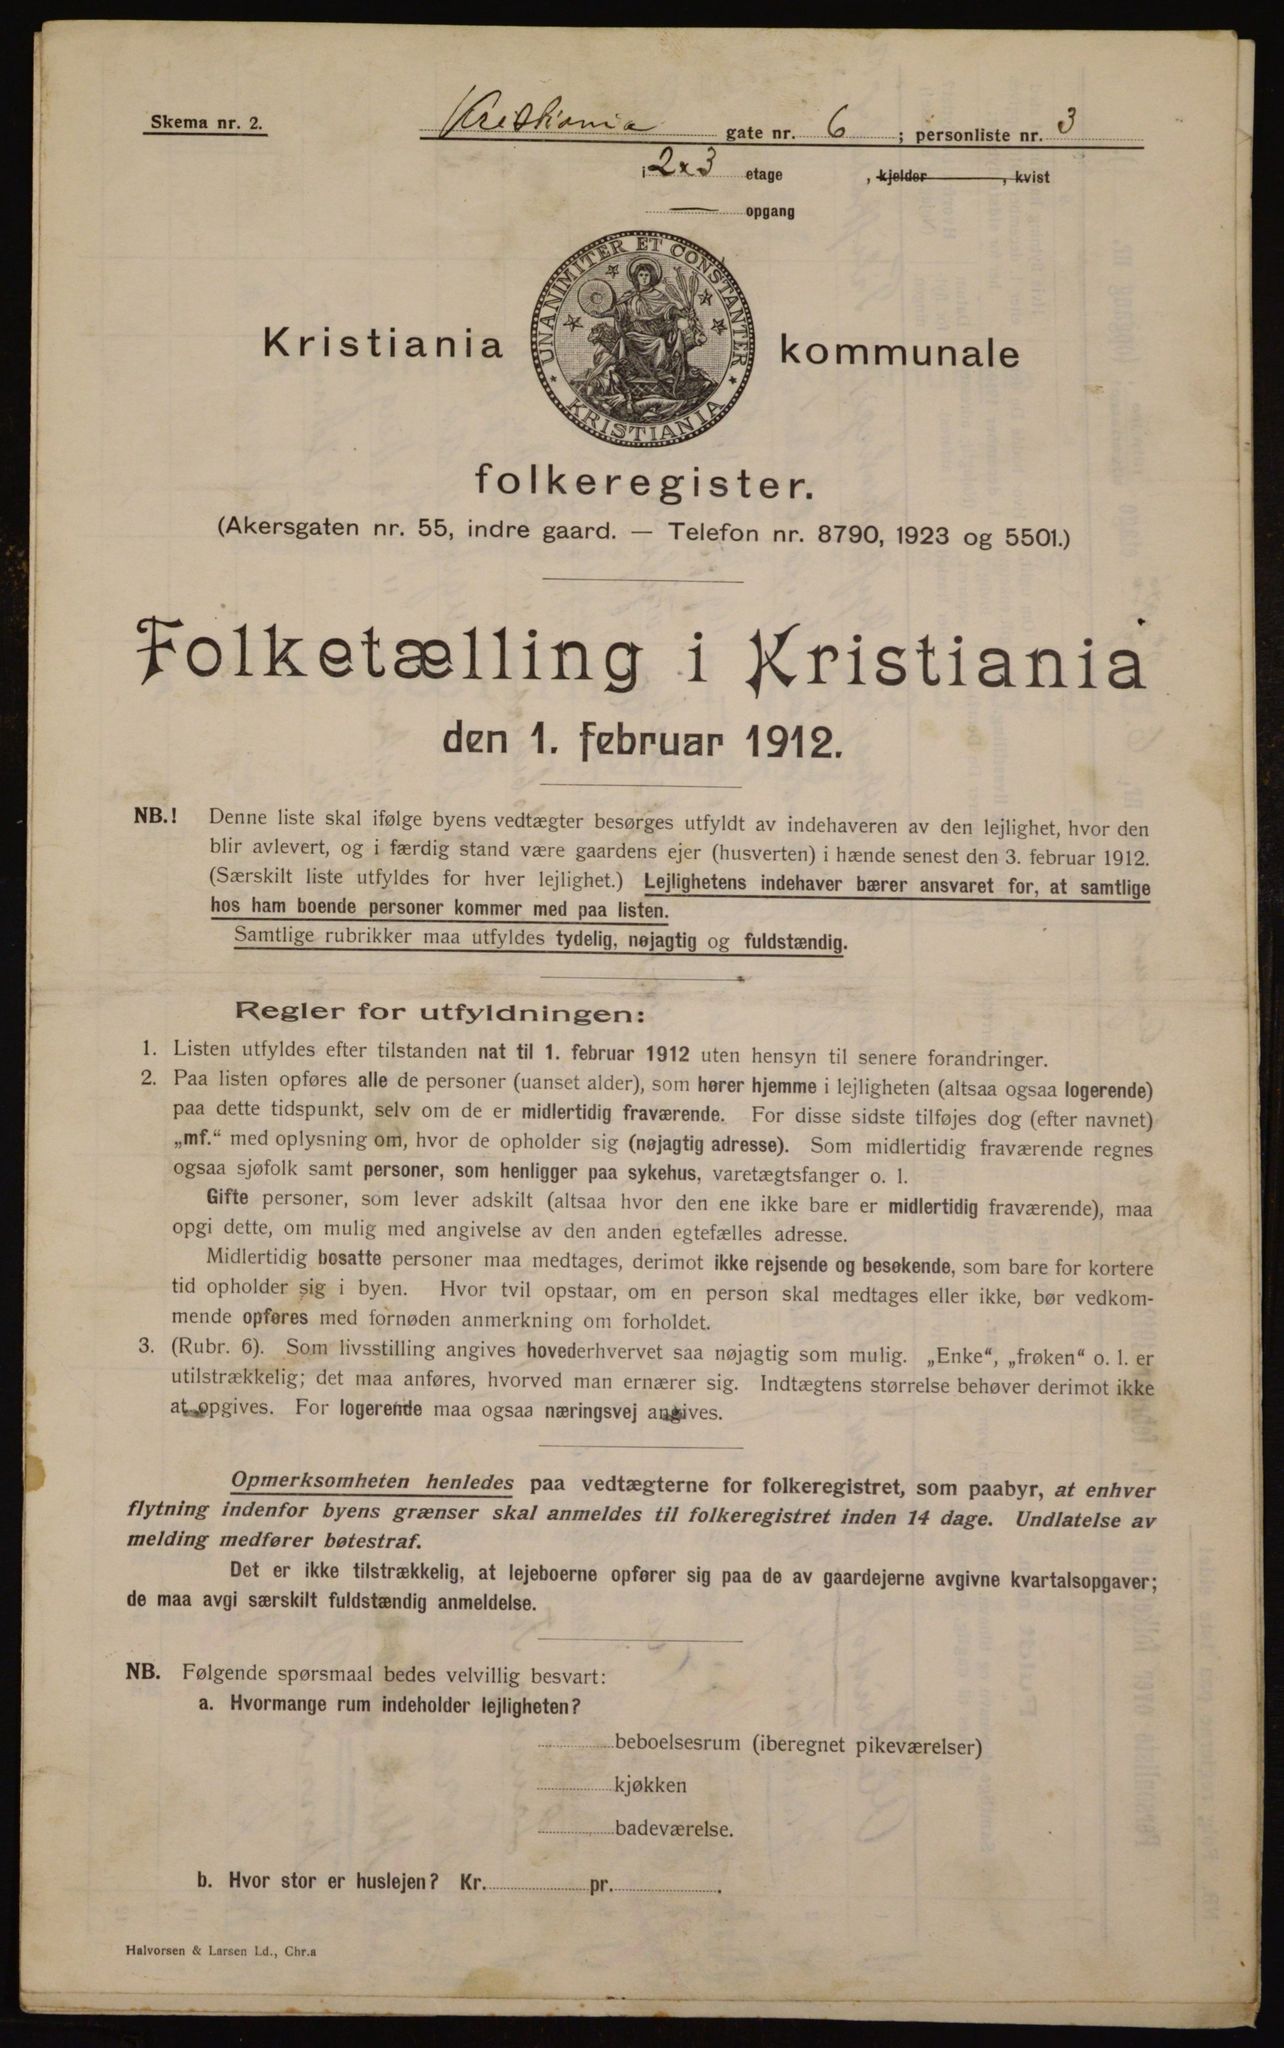 Skema nr. 2.
Kristiania gate nr. 6 ; personliste nr. 3
i 2 x 3 etage , kjelder , kvist
— opgang
UNANIMITER ET CONSTANTER
KRISTIANIA
Kristiania kommunale
folkeregister.
(Akersgaten nr. 55, indre gaard. — Telefon nr. 8790, 1923 og 5501.)
Folketælling i Kristiania
den 1. februar 1912.
NB.! Denne liste skal ifølge byens vedtægter besørges utfyldt av indehaveren av den lejlighet, hvor den
blir avlevert, og i færdig stand være gaardens ejer (husverten) i hænde senest den 3. februar 1912.
(Særskilt liste utfyldes for hver lejlighet.) Lejlighetens indehaver bærer ansvaret for, at samtlige
hos ham boende personer kommer med paa listen.
Samtlige rubrikker maa utfyldes tydelig, nøjagtig og fuldstændig.
Regler for utfyldningen:
1. Listen utfyldes efter tilstanden nat til 1. februar 1912 uten hensyn til senere forandringer.
2. Paa listen opføres alle de personer (uanset alder), som hører hjemme i lejligheten (altsaa ogsaa logerende)
paa dette tidspunkt, selv om de er midlertidig fraværende. For disse sidste tilføjes dog (efter navnet)
„mf.“ med oplysning om, hvor de opholder sig (nøjagtig adresse). Som midlertidig fraværende regnes
ogsaa sjøfolk samt personer, som henligger paa sykehus, varetægtsfanger o. l.
Gifte personer, som lever adskilt (altsaa hvor den ene ikke bare er midlertidig fraværende), maa
opgi dette, om mulig med angivelse av den anden egtefælles adresse.
Midlertidig bosatte personer maa medtages, derimot ikke rejsende og besøkende, som bare for kortere
tid opholder sig i byen. Hvor tvil opstaar, om en person skal medtages eller ikke, bør vedkom-
mende opføres med fornøden anmerkning om forholdet.
3. (Rubr. 6). Som livsstilling angives hovederhvervet saa nøjagtig som mulig. „Enke“, „frøken“ o. l. er
utilstrækkelig; det maa anføres, hvorved man ernærer sig. Indtægtens størrelse behøver derimot ikke
at opgives. For logerende maa ogsaa næringsvej angives.
Opmerksomheten henledes paa vedtægterne for folkeregistret, som paabyr, at enhver
flytning indenfor byens grænser skal anmeldes til folkeregistret inden 14 dage. Undlatelse av
melding medfører bøtestraf.
Det er ikke tilstrækkelig, at lejeboerne opfører sig paa de av gaardejerne avgivne kvartalsopgaver;
de maa avgi særskilt fuldstændig anmeldelse.
NB. Følgende spørsmaal bedes velvillig besvart:
a. Hvormange rum indeholder lejligheten?
beboelsesrum (iberegnet pikeværelser)
kjøkken
badeværelse.
b. Hvor stor er huslejen? Kr. pr. .
Halvorsen & Larsen Ld., Chr.a